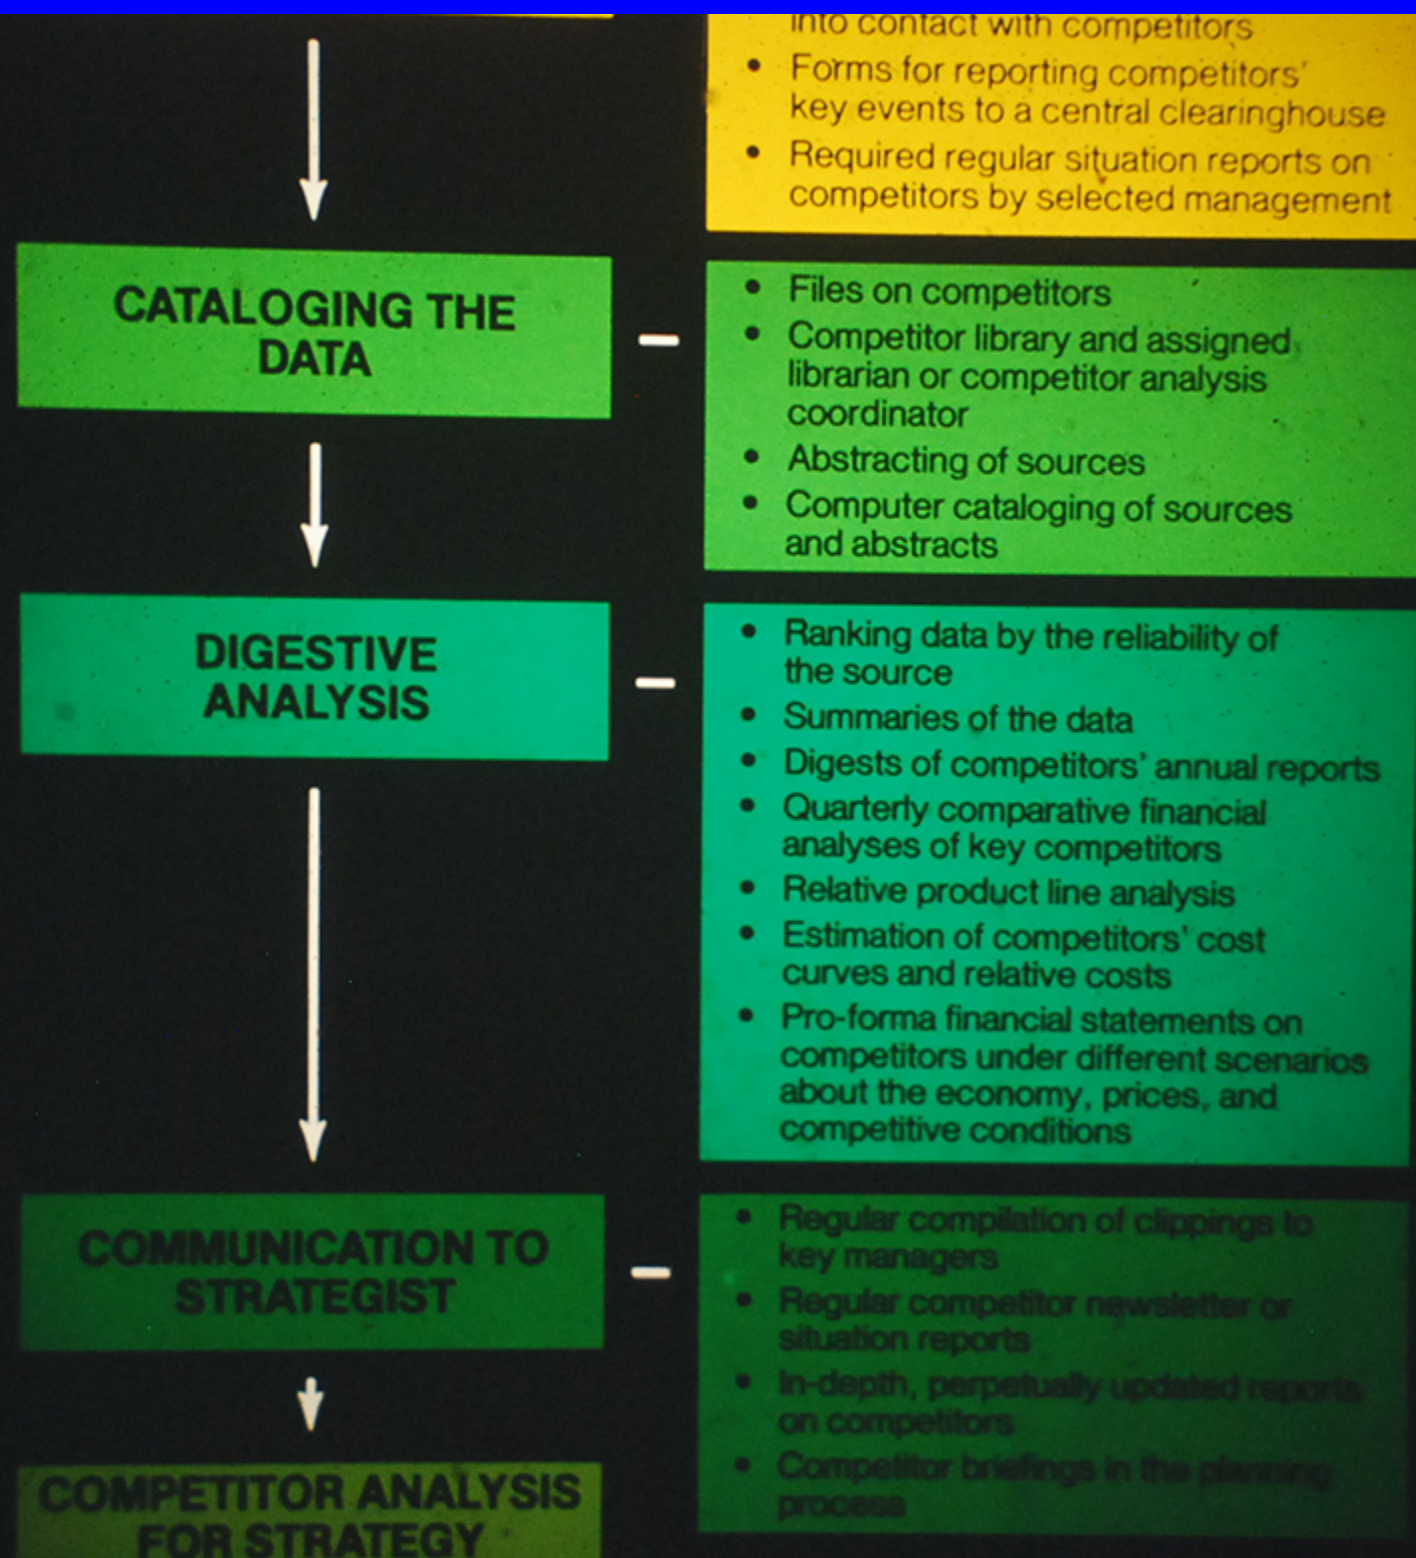 into contact with competitors
• Forms for reporting competitors'
key events to a central clearinghouse
• Required regular situation reports on
competitors by selected management
CATALOGING THE
DATA
• Files on competitors
• Competitor library and assigned
librarian or competitor analysis
coordinator
• Abstracting of sources
• Computer cataloging of sources
and abstracts
DIGESTIVE
ANALYSIS
• Ranking data by the reliability of
the source
• Summaries of the data
• Digests of competitors' annual reports
• Quarterly comparative financial
analyses of key competitors
• Relative product line analysis
• Estimation of competitors' cost
curves and relative costs
• Pro-forma financial statements on
competitors under different scenarios
about the economy, prices, and
competitive conditions
COMMUNICATION TO
STRATEGIST
• Regular compilation of clippings to
key managers
• Regular competitor newsletter or
situation reports
• In-depth, perpetually updated reports
on competitors
• Competitor briefings in the planning
process
COMPETITOR ANALYSIS
FOR STRATEGY